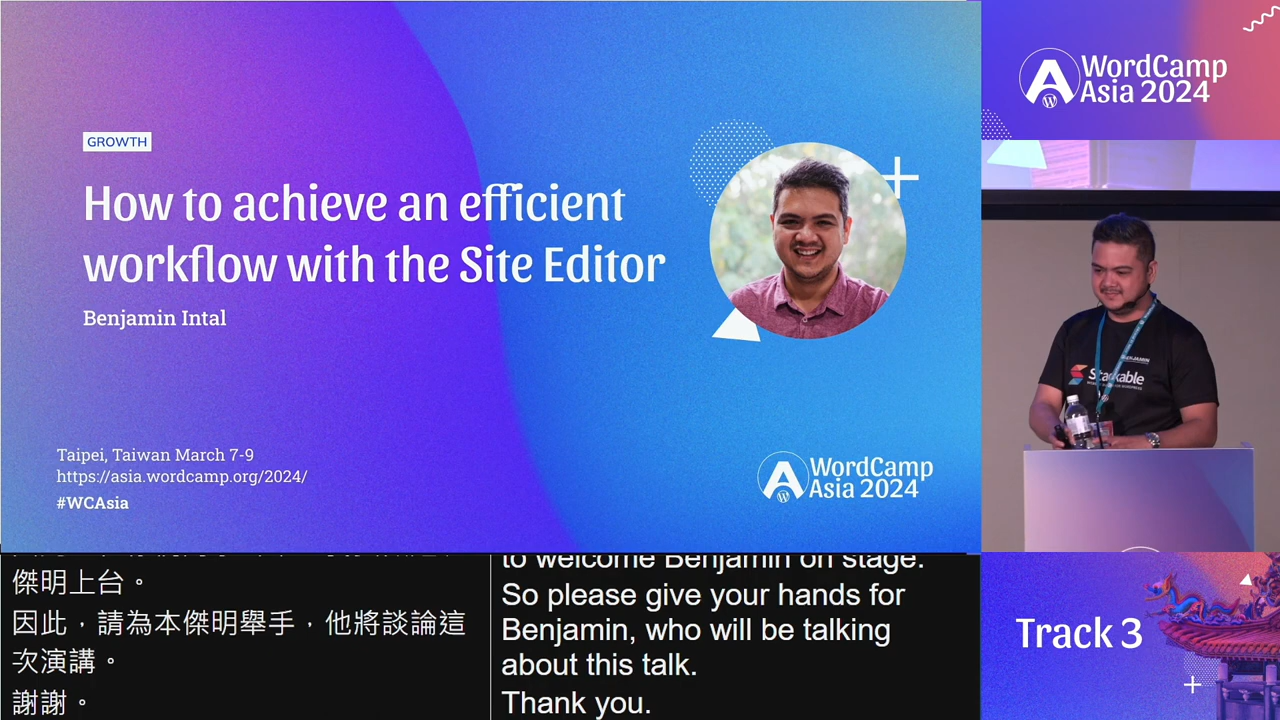 GROWTH
How to achieve an efficient
workflow with the Site Editor
Benjamin Intal
Taipei, Taiwan March 7-9
https://asia.wordcamp.org/2024/
#WCAsia
WordCamp
Asia 2024
WordCamp
Asia 2024
BENJAMIN
Stackable
Track 3
傑明上台。
因此，請為本傑明舉手，他將談論這
次演講。
謝謝。
to welcome Benjamin on stage.
So please give your hands for
Benjamin, who will be talking
about this talk.
Thank you.